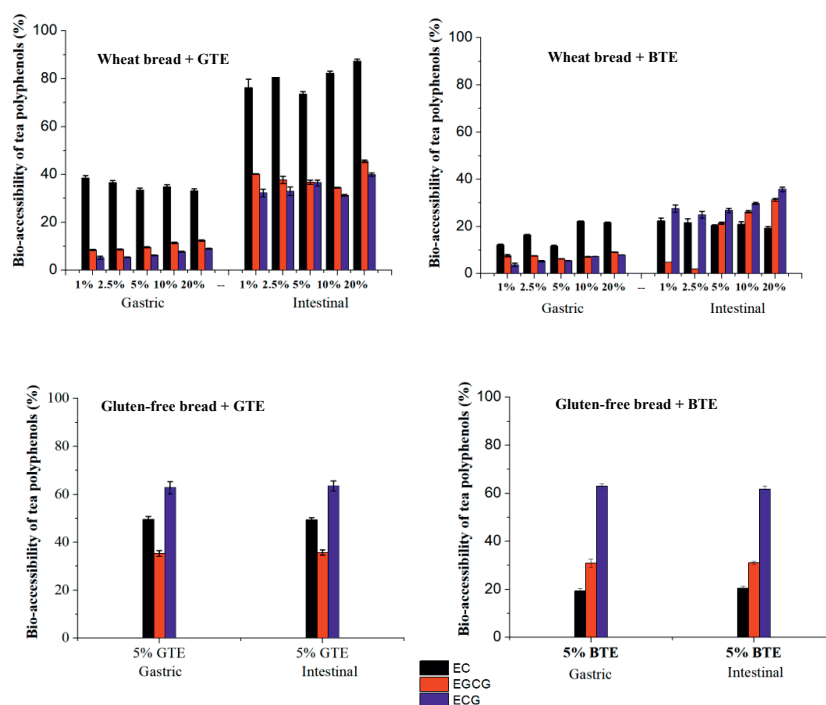 Bio-accessibility of tea polyphenols (%)
100
80
60
40
20
0
Wheat bread + GTE
1% 2.5% 5% 10% 20% -- 1% 2.5% 5% 10% 20%
Gastric Intestinal
Bio-accessibility of tea polyphenols (%)
100
80
60
40
20
0
Wheat bread + BTE
1% 2.5% 5% 10% 20% -- 1% 2.5% 5% 10% 20%
Gastric Intestinal
Bio-accessibility of tea polyphenols (%)
100
80
60
40
20
0
Gluten-free bread + GTE
5% GTE 5% GTE
Gastric Intestinal
Bio-accessibility of tea polyphenols (%)
100
80
60
40
20
0
Gluten-free bread + BTE
5% BTE 5% BTE
Gastric Intestinal
EC
EGCG
ECG